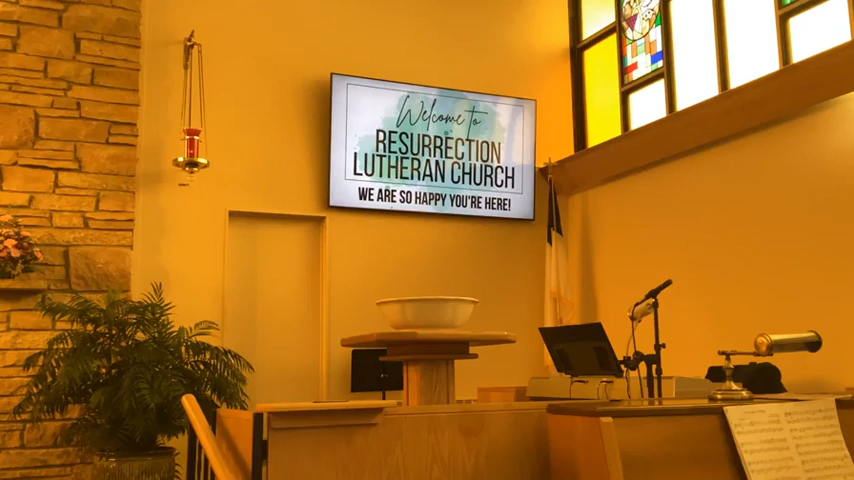 Welcome to
RESURRECTION
LUTHERAN CHURCH
WE ARE SO HAPPY YOU'RE HERE!